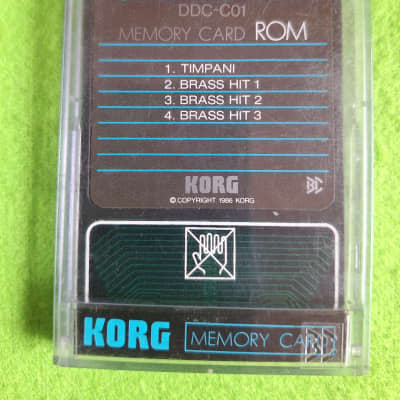 DDC-C01
MEMORY CARD ROM
1. TIMPANI
2. BRASS HIT 1
3. BRASS HIT 2
4. BRASS HIT 3
KORG
© COPYRIGHT 1986 KORG
KORG MEMORY CARD